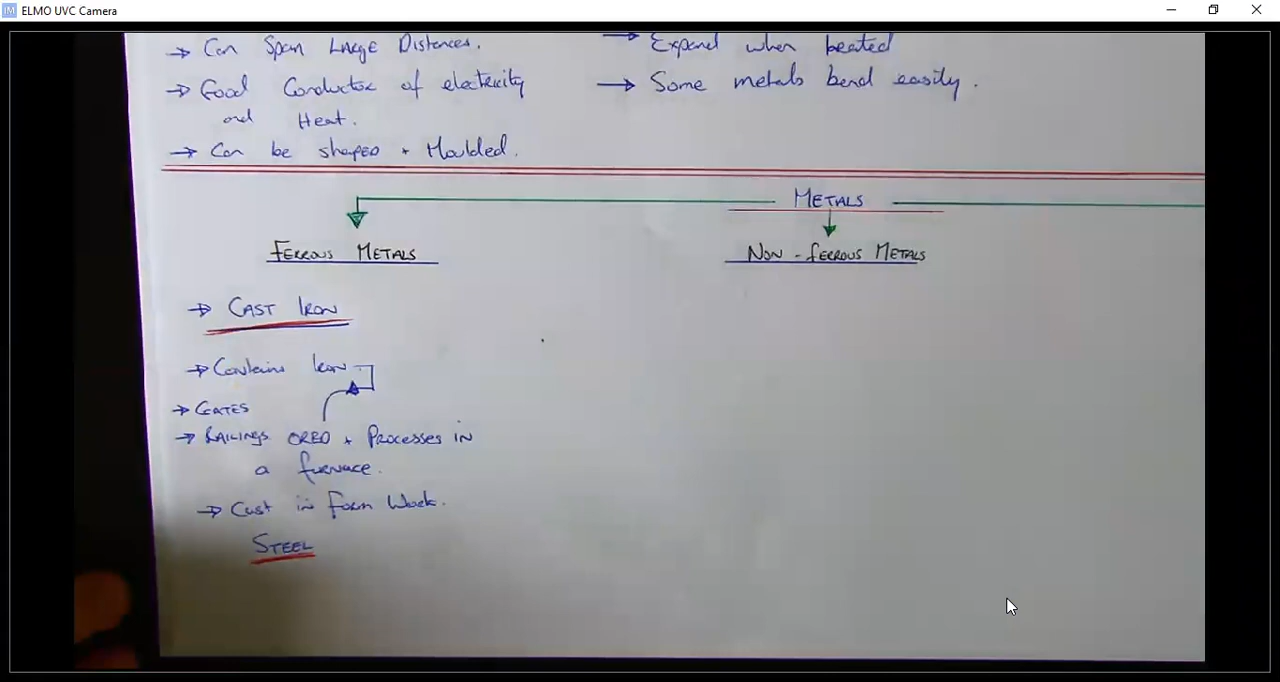 ELMO UVC Camera
→ Can Span Large Distances.
→ Good Conductor of electricity
and Heat.
→ Can be shaped + Moulded.
→ Expand when heated
→ Some metals bend easily.
METALS
FERROUS METALS
NON-FERROUS METALS
→ CAST IRON
→ Contains Iron
→ GATES
→ RAILINGS ORED + Processes in
a furnace.
→ Cast in Form Work.
STEEL